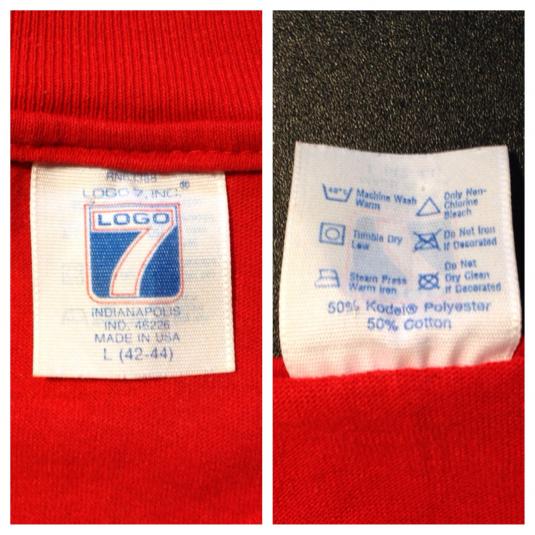 LOGO 7, INC.®
LOGO
7
INDIANAPOLIS
IND. 46226
MADE IN USA
L (42-44)
40°C Machine Wash
Warm
Only Non-
Chlorine
Bleach
Tumble Dry
Low
Do Not Iron
If Decorated
Steam Press
Warm Iron
Do Not
Dry Clean
If Decorated
50% Kodel® Polyester
50% Cotton